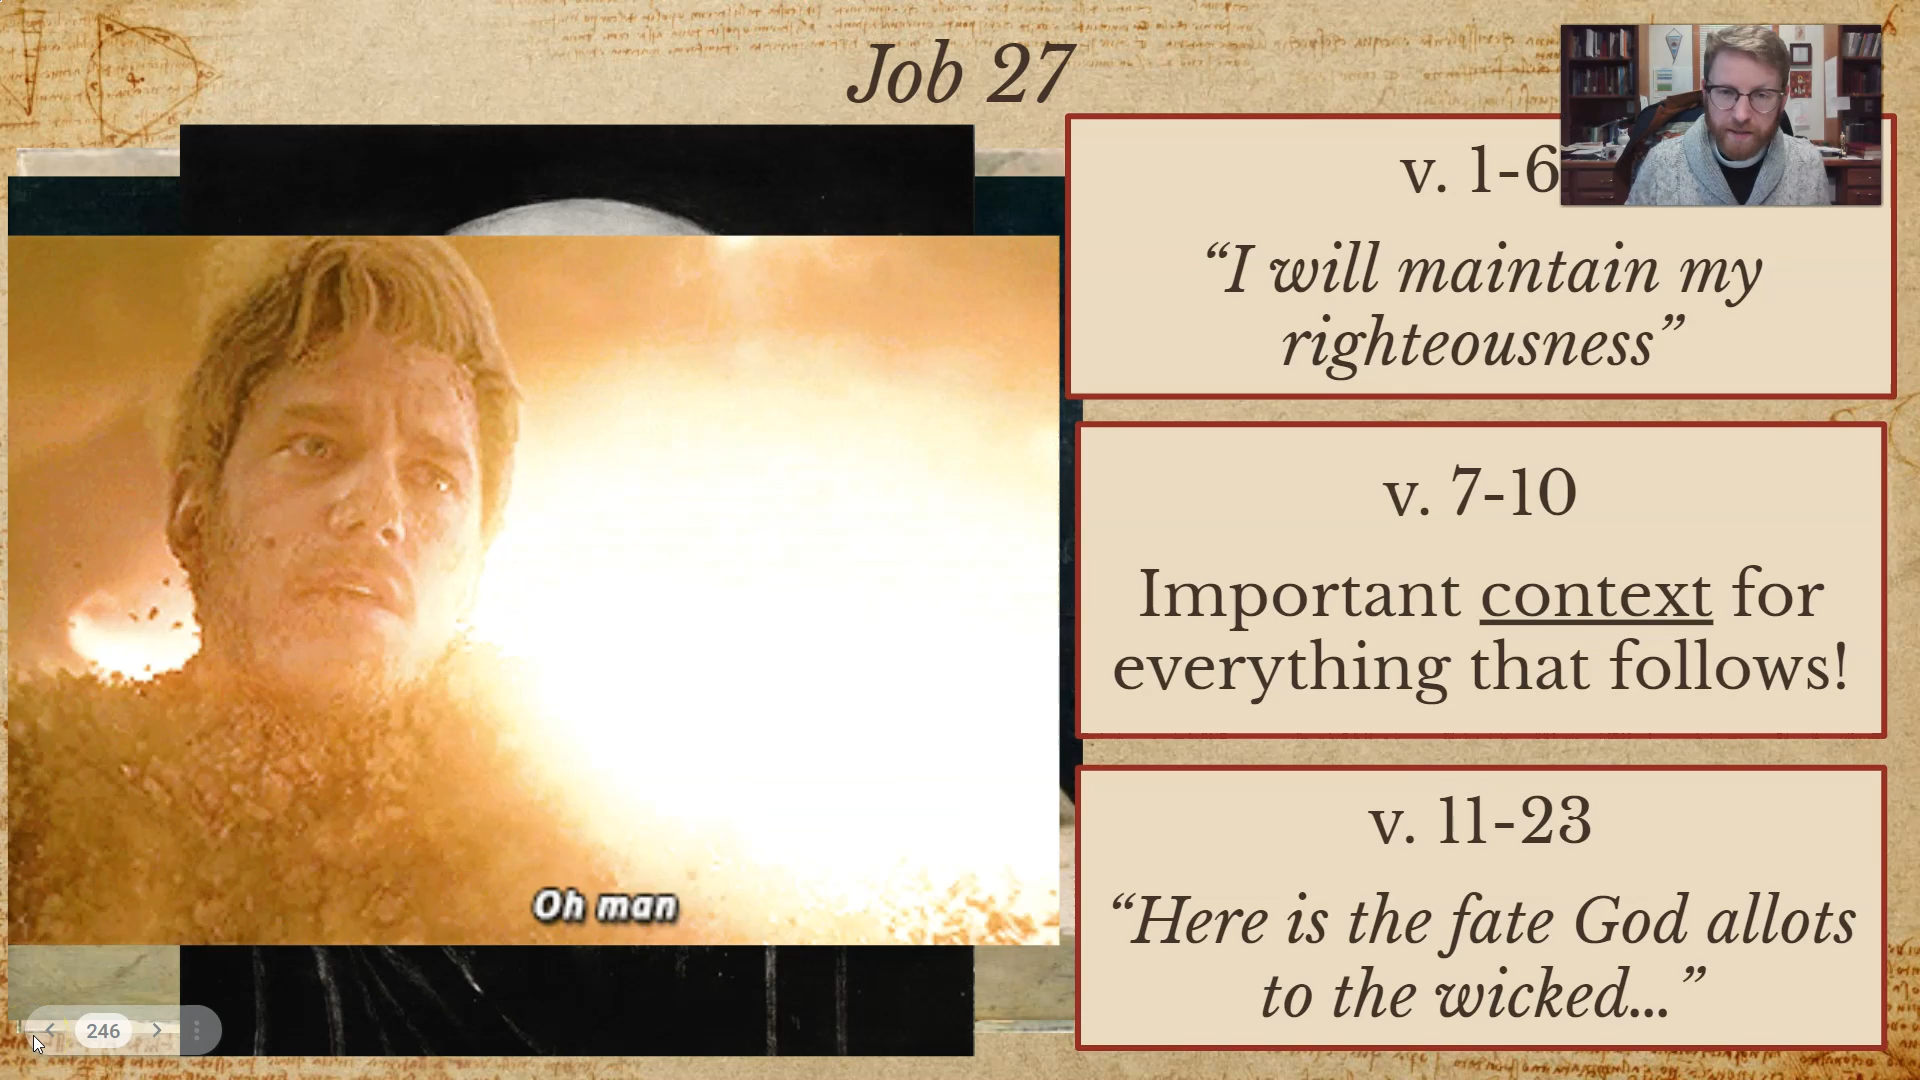 Job 27
v. 1-6
“I will maintain my
righteousness”
v. 7-10
Important context for
everything that follows!
v. 11-23
“Here is the fate God allots
to the wicked...”
Oh man
246